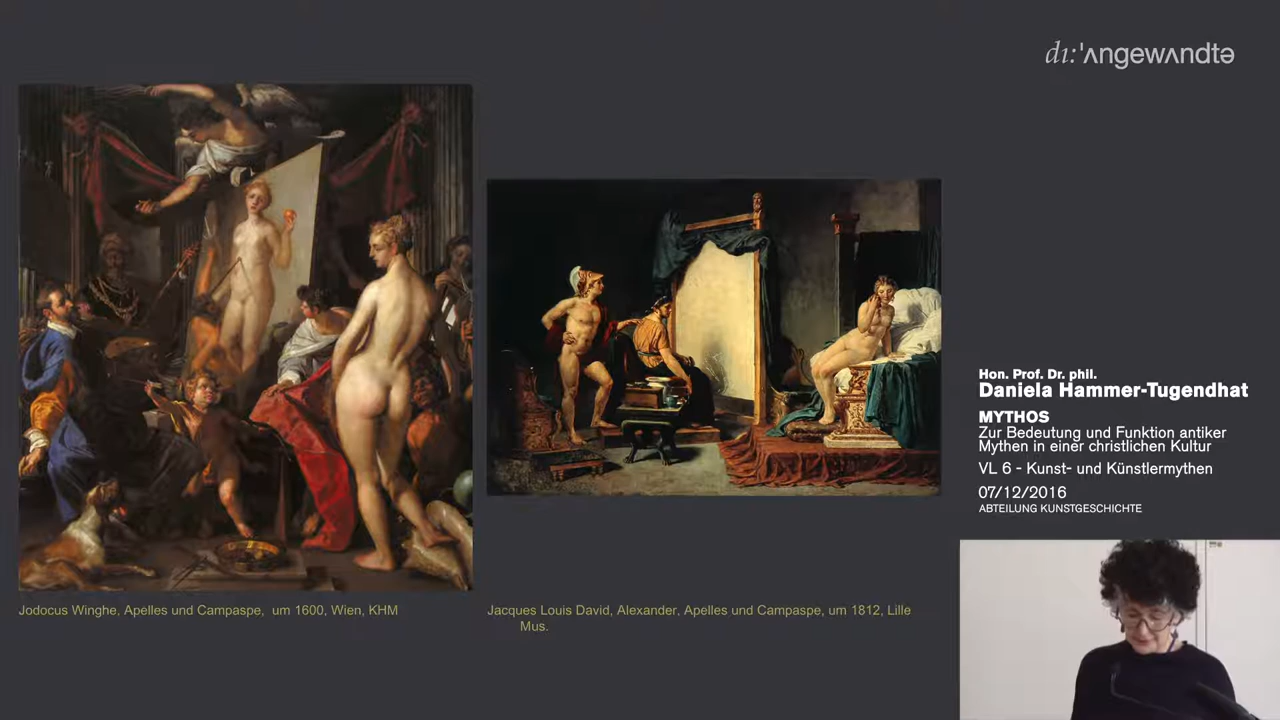 dı:'ʌngewʌndtə
Jodocus Winghe, Apelles und Campaspe, um 1600, Wien, KHM
Jacques Louis David, Alexander, Apelles und Campaspe, um 1812, Lille
Mus.
Hon. Prof. Dr. phil.
Daniela Hammer-Tugendhat
MYTHOS
Zur Bedeutung und Funktion antiker
Mythen in einer christlichen Kultur
VL 6 - Kunst- und Künstlermythen
07/12/2016
ABTEILUNG KUNSTGESCHICHTE